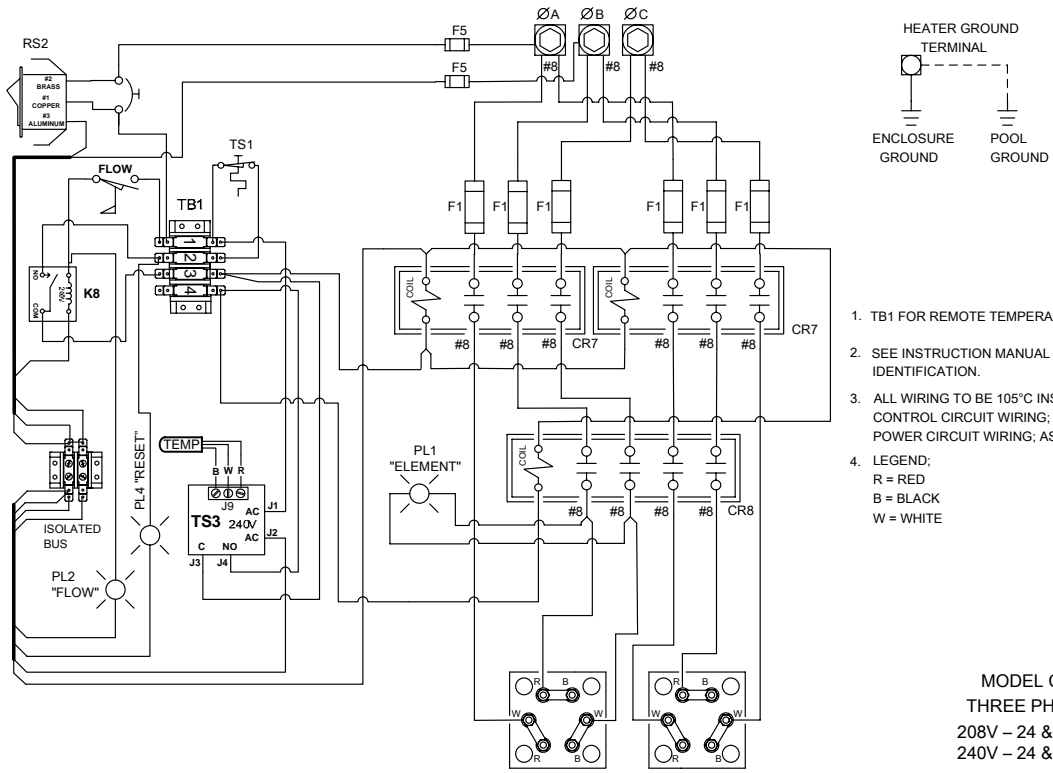 ØA ØB ØC
F5
F5
#8 #8 #8
RS2
#2
BRASS
#1
COPPER
#3
ALUMINUM
HEATER GROUND
TERMINAL
ENCLOSURE
GROUND
POOL
GROUND
TS1
FLOW
TB1
1
2
3
4
F1 F1 F1 F1 F1 F1
NO
240V
COM
K8
COIL
COIL
CR7
CR7
#8 #8 #8 #8 #8 #8
1. TB1 FOR REMOTE TEMPERA
2. SEE INSTRUCTION MANUAL
IDENTIFICATION.
3. ALL WIRING TO BE 105°C INS
CONTROL CIRCUIT WIRING;
POWER CIRCUIT WIRING; AS
4. LEGEND;
R = RED
B = BLACK
W = WHITE
TEMP
B W R
J9
TS3
AC
240V
AC
C NO
J1
J2
J3 J4
PL4 "RESET"
PL1
"ELEMENT"
COIL
#8 #8 #8 #8
CR8
ISOLATED
BUS
PL2
"FLOW"
R B
W W
R B
R B
W W
R B
MODEL C
THREE PH
208V – 24 &
240V – 24 &